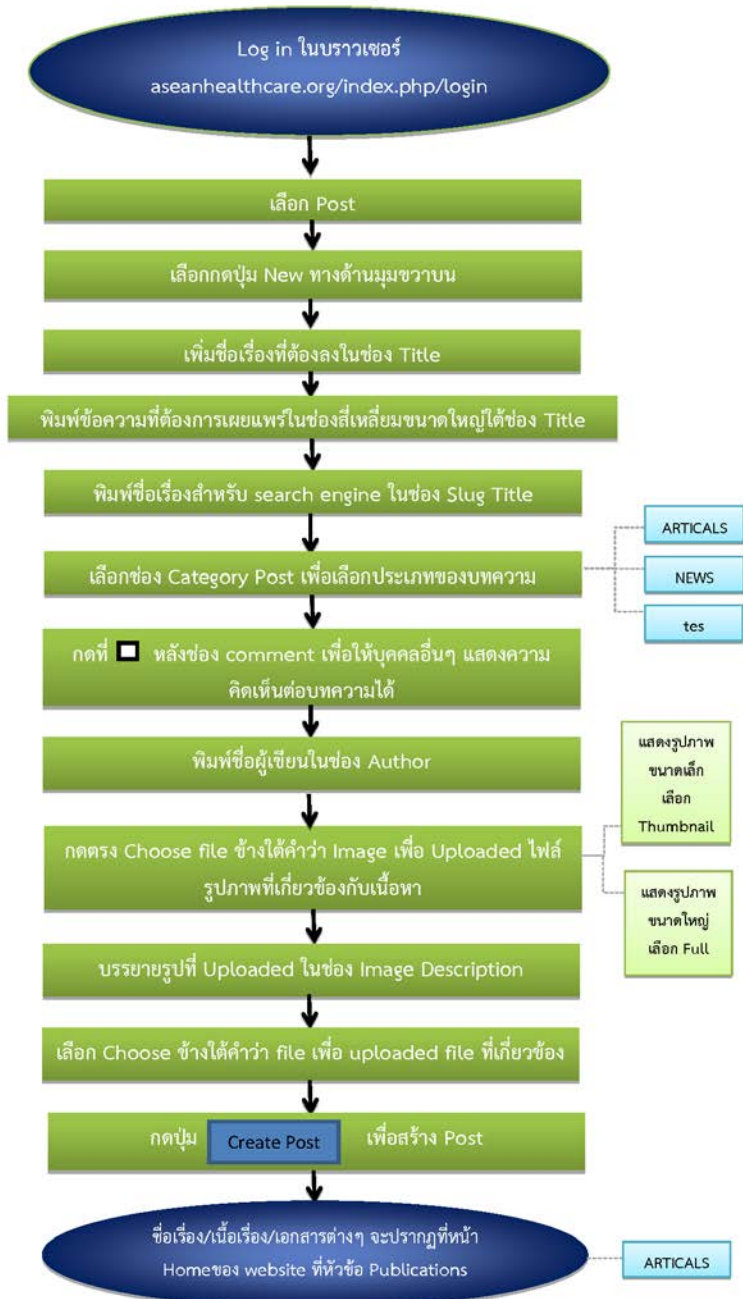 Log in ในบราวเซอร์
aseanhealthcare.org/index.php/login
เลือก Post
เลือกกดปุ่ม New ทางด้านมุมขวาบน
เพิ่มชื่อเรื่องที่ต้องลงในช่อง Title
พิมพ์ข้อความที่ต้องการเผยแพร่ในช่องสี่เหลี่ยมขนาดใหญ่ใต้ช่อง Title
พิมพ์ชื่อเรื่องสำหรับ search engine ในช่อง Slug Title
เลือกช่อง Category Post เพื่อเลือกประเภทของบทความ
ARTICALS
NEWS
tes
กดที่ หลังช่อง comment เพื่อให้บุคคลอื่นๆ แสดงความ
คิดเห็นต่อบทความได้
พิมพ์ชื่อผู้เขียนในช่อง Author
กดตรง Choose file ข้างใต้คำว่า Image เพื่อ Uploaded ไฟล์
รูปภาพที่เกี่ยวข้องกับเนื้อหา
แสดงรูปภาพ
ขนาดเล็ก
เลือก
Thumbnail
แสดงรูปภาพ
ขนาดใหญ่
เลือก Full
บรรยายรูปที่ Uploaded ในช่อง Image Description
เลือก Choose ข้างใต้คำว่า file เพื่อ uploaded file ที่เกี่ยวข้อง
กดปุ่ม Create Post เพื่อสร้าง Post
ชื่อเรื่อง/เนื้อเรื่อง/เอกสารต่างๆ จะปรากฏที่หน้า
Homeของ website ที่หัวข้อ Publications
ARTICALS